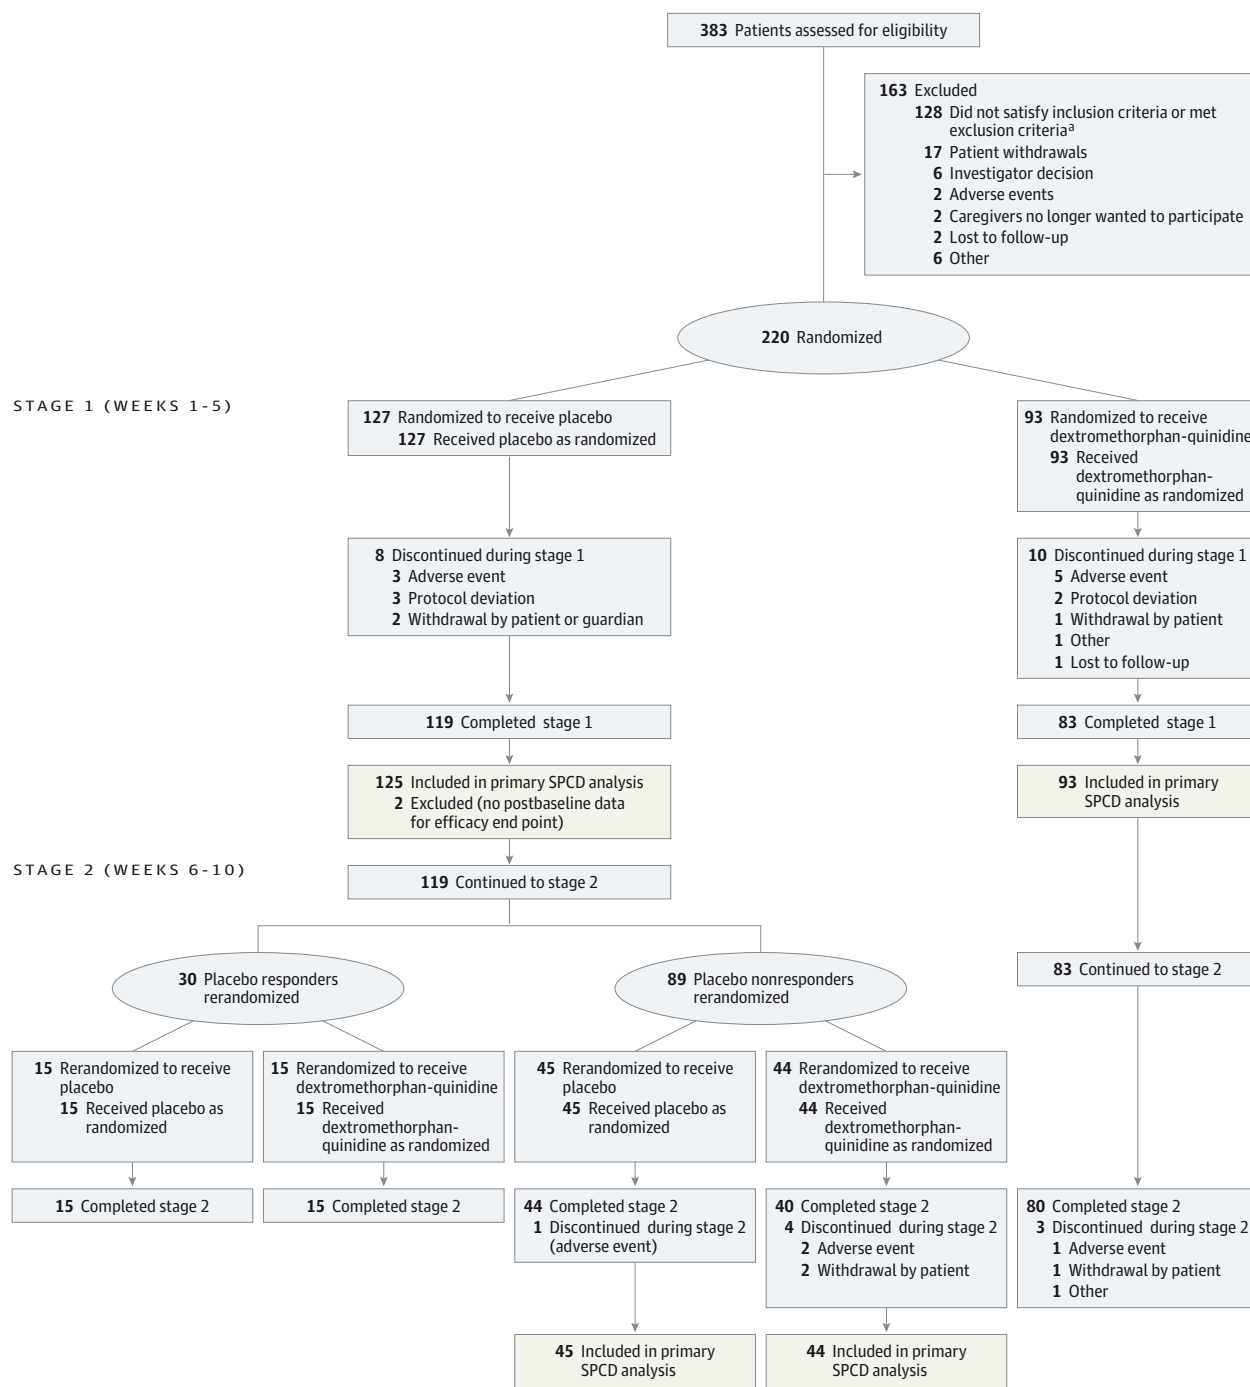 383 Patients assessed for eligibility
163 Excluded
128 Did not satisfy inclusion criteria or met
exclusion criteriaa
17 Patient withdrawals
6 Investigator decision
2 Adverse events
2 Caregivers no longer wanted to participate
2 Lost to follow-up
6 Other
220 Randomized
STAGE 1 (WEEKS 1-5)
127 Randomized to receive placebo
127 Received placebo as randomized
93 Randomized to receive
dextromethorphan-quinidine
93 Received
dextromethorphan-
quinidine as randomized
8 Discontinued during stage 1
3 Adverse event
3 Protocol deviation
2 Withdrawal by patient or guardian
10 Discontinued during stage 1
5 Adverse event
2 Protocol deviation
1 Withdrawal by patient
1 Other
1 Lost to follow-up
119 Completed stage 1
83 Completed stage 1
125 Included in primary SPCD analysis
2 Excluded (no postbaseline data
for efficacy end point)
93 Included in primary
SPCD analysis
STAGE 2 (WEEKS 6-10)
119 Continued to stage 2
30 Placebo responders
rerandomized
89 Placebo nonresponders
rerandomized
83 Continued to stage 2
15 Rerandomized to receive
placebo
15 Received placebo as
randomized
15 Rerandomized to receive
dextromethorphan-quinidine
15 Received
dextromethorphan-
quinidine as randomized
45 Rerandomized to receive
placebo
45 Received placebo as
randomized
44 Rerandomized to receive
dextromethorphan-quinidine
44 Received
dextromethorphan-
quinidine as randomized
15 Completed stage 2
15 Completed stage 2
44 Completed stage 2
1 Discontinued during stage 2
(adverse event)
40 Completed stage 2
4 Discontinued during stage 2
2 Adverse event
2 Withdrawal by patient
80 Completed stage 2
3 Discontinued during stage 2
1 Adverse event
1 Withdrawal by patient
1 Other
45 Included in primary
SPCD analysis
44 Included in primary
SPCD analysis